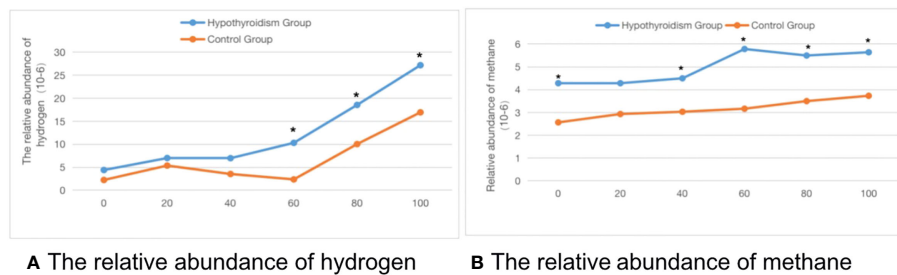 Hypothyroidism Group
Control Group
The relative abundance of
hydrogen (10-6)
30
25
20
15
10
5
0
*
*
*
0 20 40 60 80 100
A The relative abundance of hydrogen
Hypothyroidism Group Control Group
Relative abundance of methane
(10-6)
6
5
4
3
2
1
0
*
*
*
*
*
0 20 40 60 80 100
B The relative abundance of methane